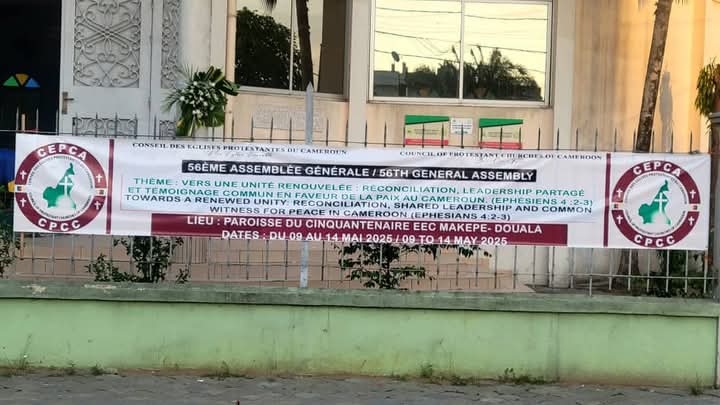 CONSEIL DES EGLISES PROTESTANTES DU CAMEROUN
COUNCIL OF PROTESTANT CHURCHES OF CAMEROON
56ÈME ASSEMBLÉE GÉNÉRALE / 56TH GENERAL ASSEMBLY
THÈME : VERS UNE UNITÉ RENOUVELÉE : RÉCONCILIATION, LEADERSHIP PARTAGÉ
ET TÉMOIGNAGE COMMUN EN FAVEUR DE LA PAIX AU CAMEROUN. (EPHÉSIENS 4 :2-3)
TOWARDS A RENEWED UNITY: RECONCILIATION, SHARED LEADERSHIP AND COMMON
WITNESS FOR PEACE IN CAMEROON (EPHESIANS 4:2-3)
LIEU : PAROISSE DU CINQUANTENAIRE EEC MAKEPE- DOUALA
DATES : DU 09 AU 14 MAI 2025 / 09 TO 14 MAY 2025
CEPCA
CPCC
CEPCA
CPCC